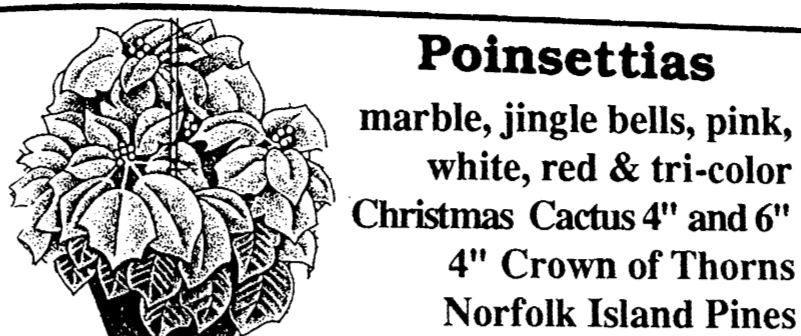 Poinsettias
marble, jingle bells, pink,
white, red & tri-color
Christmas Cactus 4" and 6"
4" Crown of Thorns
Norfolk Island Pines